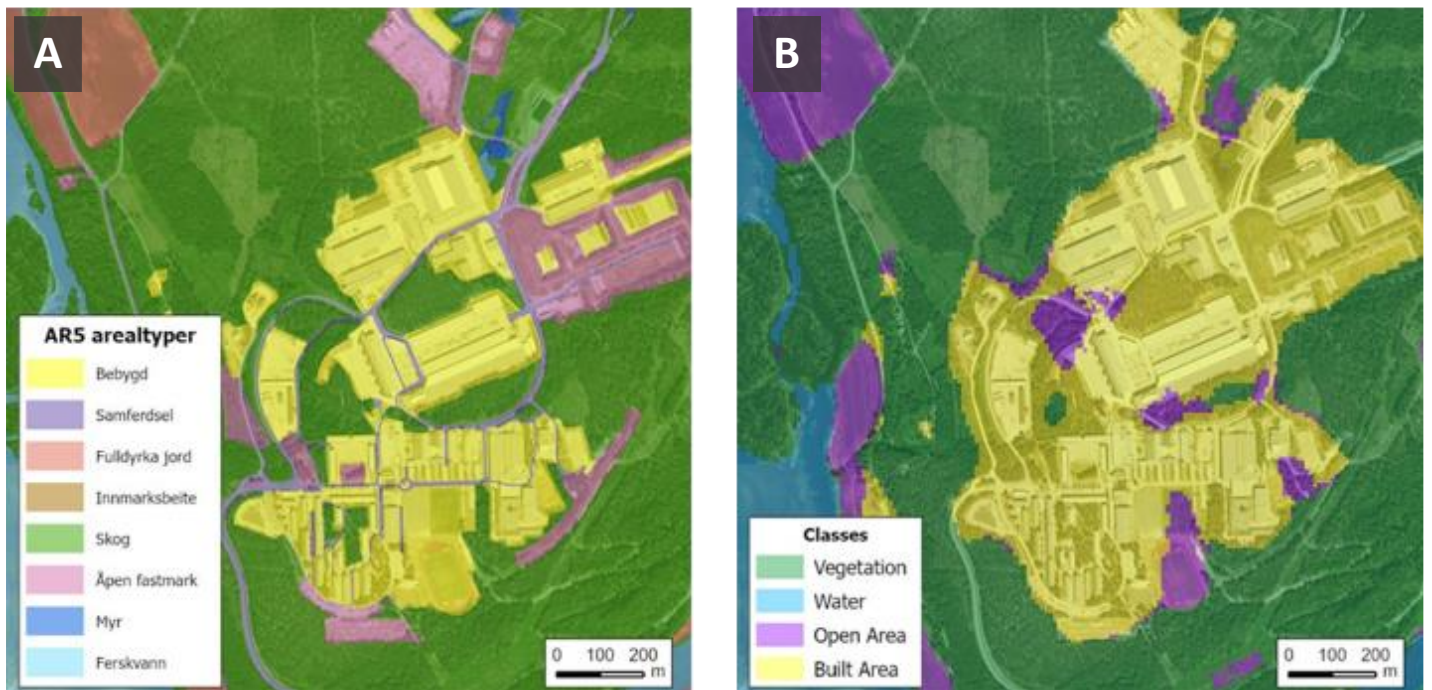 A
AR5 arealtyper
Bebygd
Samferdsel
Fulldyrka jord
Innmarksbeite
Skog
Åpen fastmark
Myr
Ferskvann
0 100 200
m
B
Classes
Vegetation
Water
Open Area
Built Area
0 100 200
m